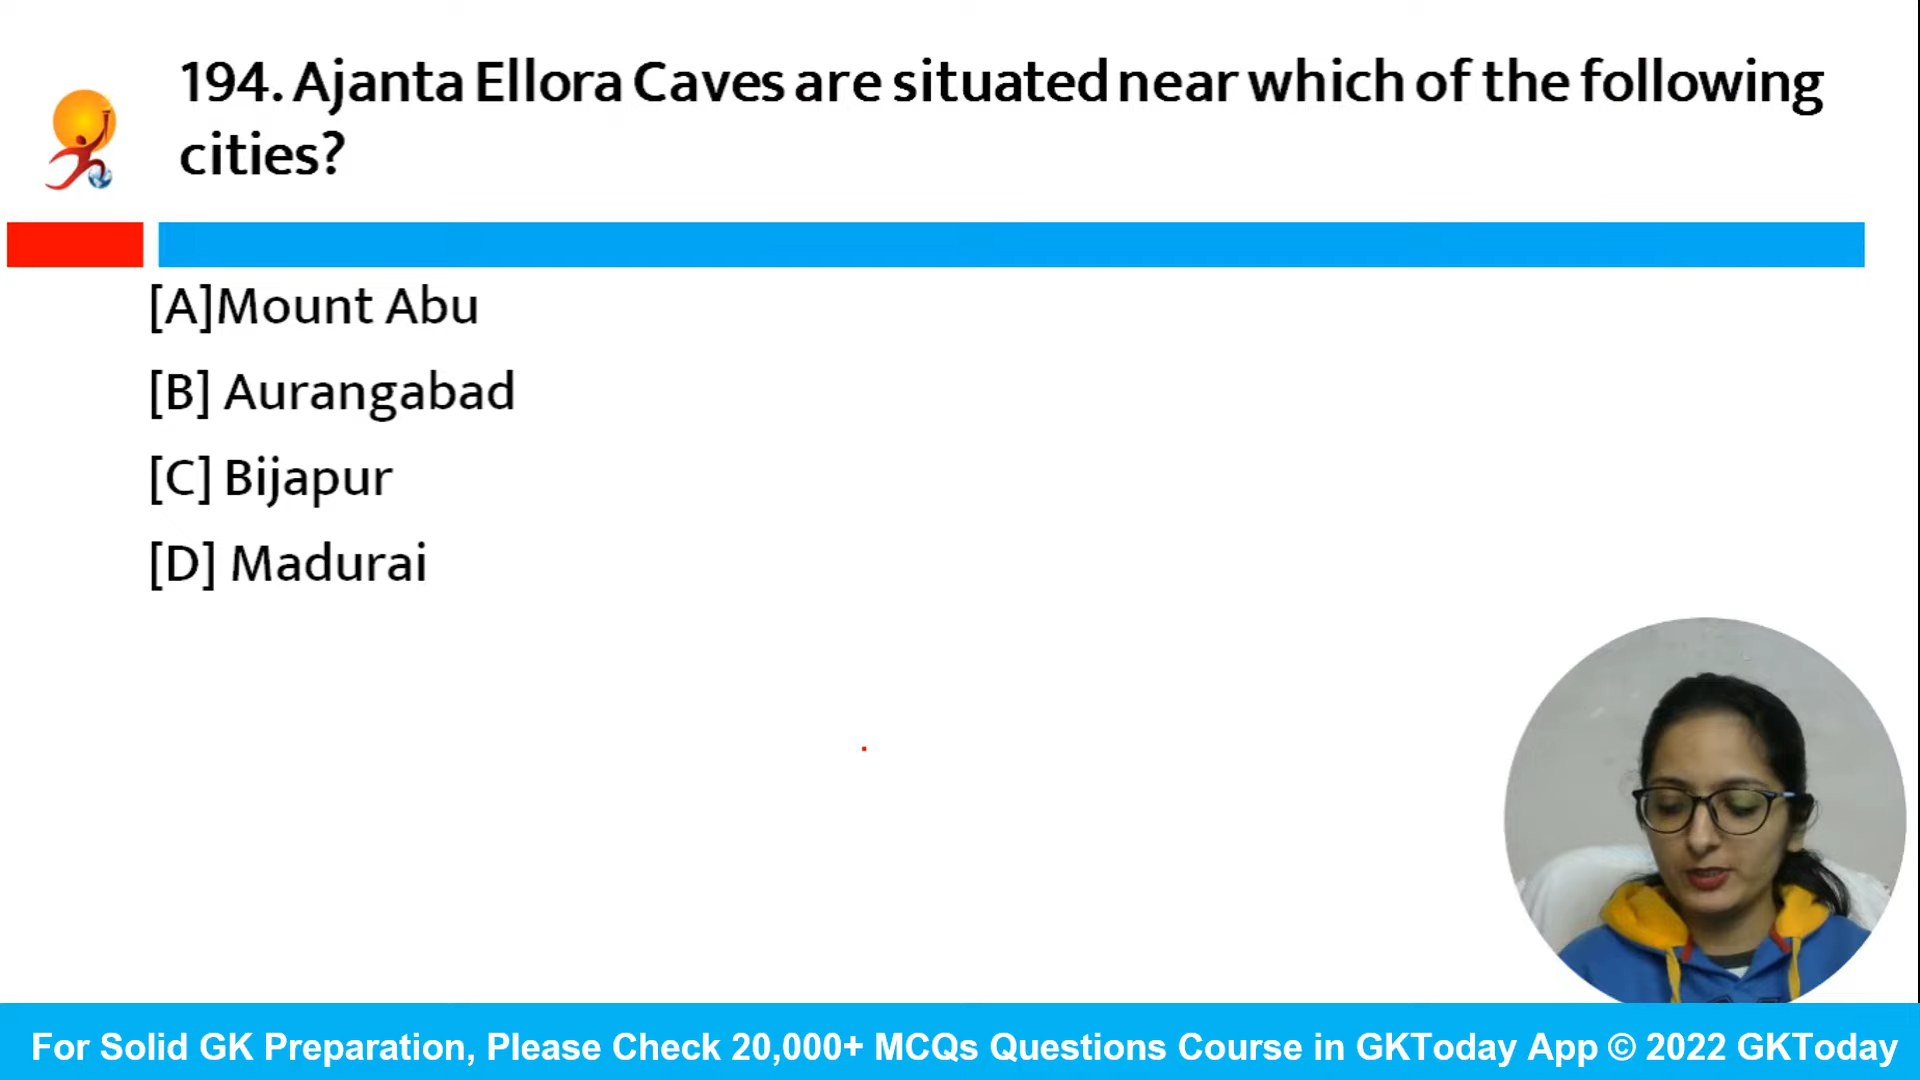 194. Ajanta Ellora Caves are situated near which of the following
cities?
[A]Mount Abu
[B] Aurangabad
[C] Bijapur
[D] Madurai
For Solid GK Preparation, Please Check 20,000+ MCQs Questions Course in GKToday App © 2022 GKToday